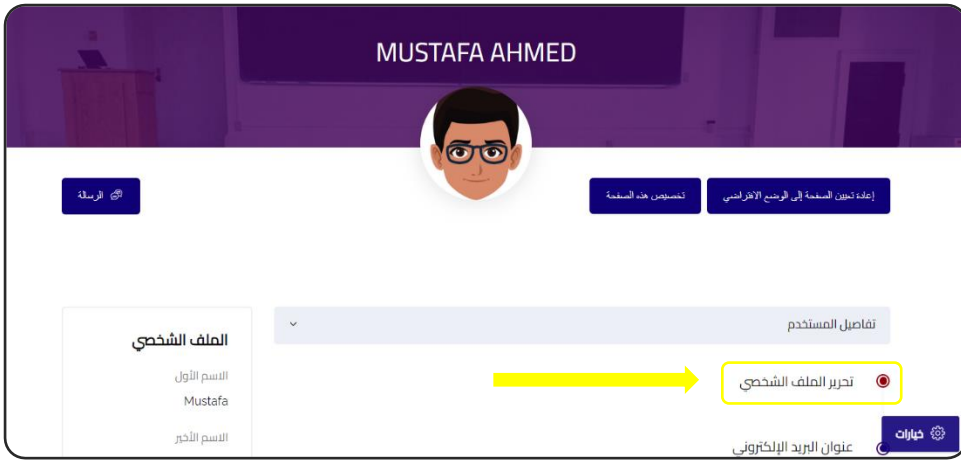 MUSTAFA AHMED
إعادة تعيين الصفحة إلى الوضع الافتراضي
تخصيص هذه الصفحة
الرسالة
تفاصيل المستخدم
تحرير الملف الشخصي
عنوان البريد الإلكتروني
الملف الشخصي
الاسم الأول
Mustafa
الاسم الأخير
خيارات